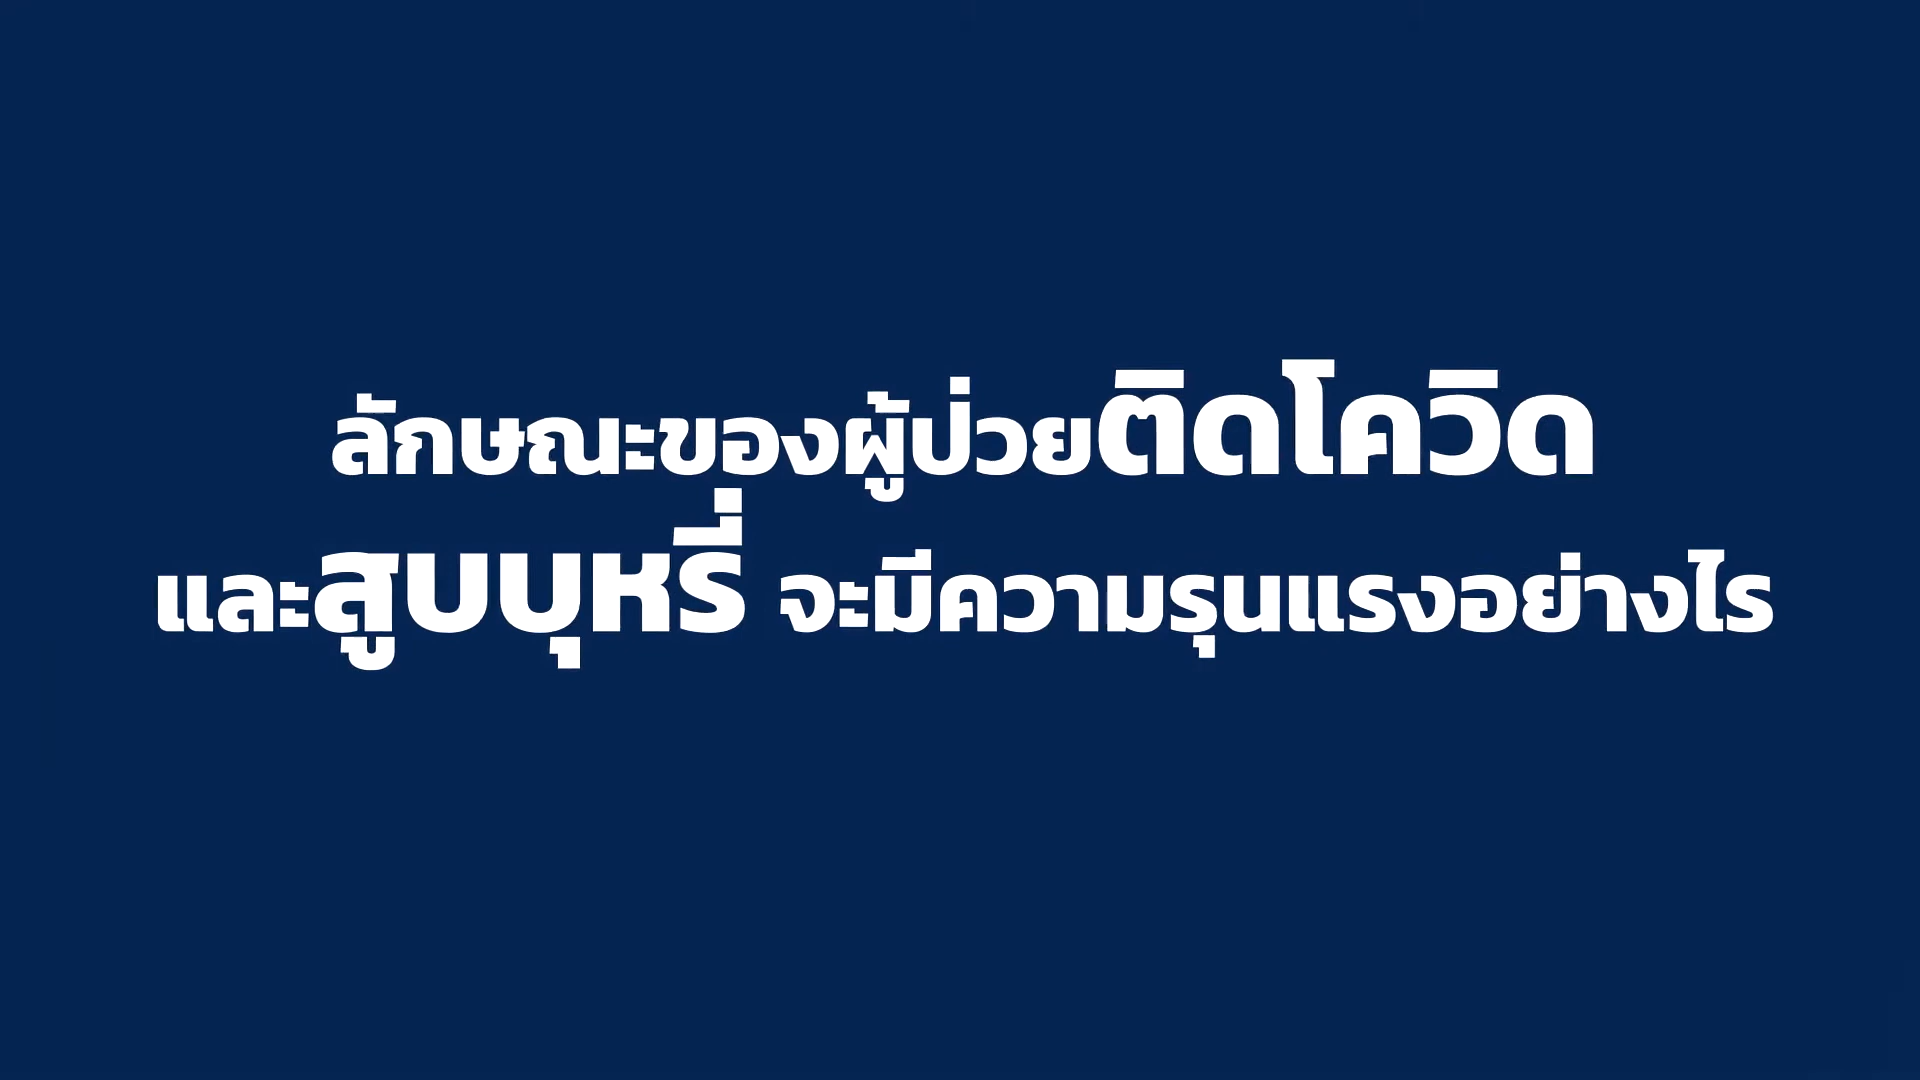 ลักษณะของผู้ป่วยติดโควิด
และสูบบุหรี่ จะมีความรุนแรงอย่างไร